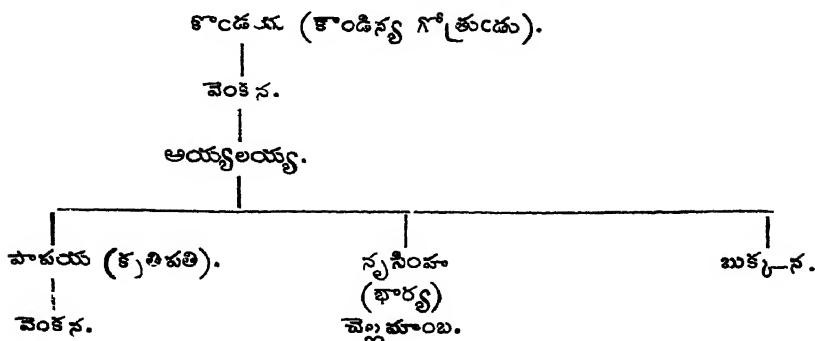 కొండయ (కౌండిన్య గోత్రుఁడు).
వెంకన.
అయ్యలయ్య.
పాపయ (కృతిపతి). నృసింహ బుక్కన.
(భార్య)
వెంకన. చెల్లమాంబ.